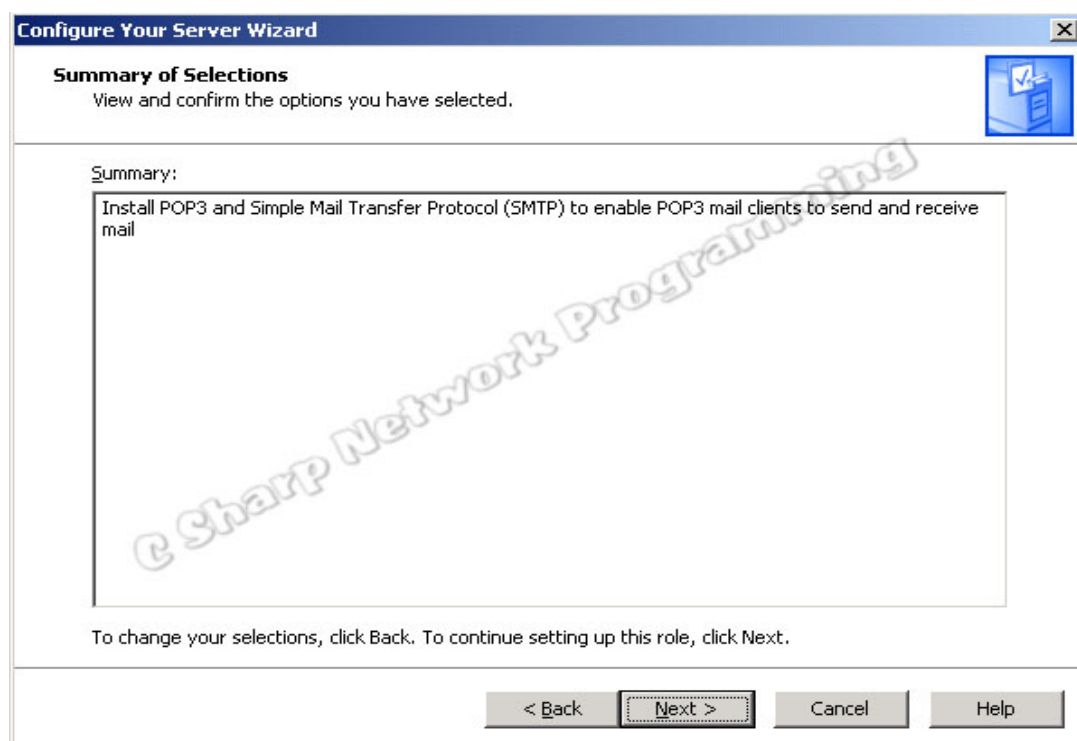 Configure Your Server Wizard
Summary of Selections
View and confirm the options you have selected.
Summary:
Install POP3 and Simple Mail Transfer Protocol (SMTP) to enable POP3 mail clients to send and receive
mail
C Sharp Network Programming
To change your selections, click Back. To continue setting up this role, click Next.
< Back
Next >
Cancel
Help